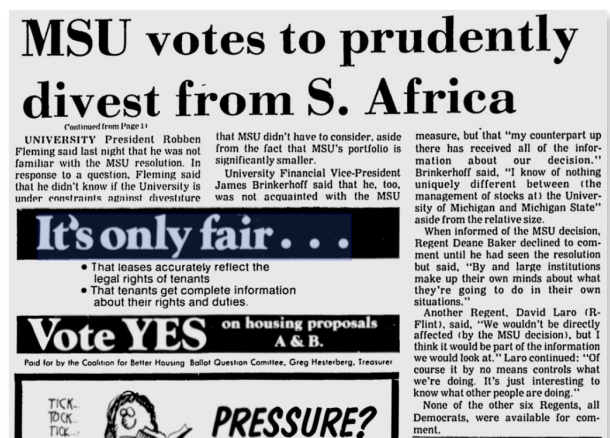 MSU votes to prudently
divest from S. Africa
(Continued from Page 1)
UNIVERSITY President Robben
Fleming said last night that he was not
familiar with the MSU resolution. In
response to a question, Fleming said
that he didn't know if the University is
under constraints against divestiture
that MSU didn't have to consider, aside
from the fact that MSU's portfolio is
significantly smaller.
University Financial Vice-President
James Brinkerhoff said that he, too,
was not acquainted with the MSU
measure, but that "my counterpart up
there has received all of the infor-
mation about our decision."
Brinkerhoff said, "I know of nothing
uniquely different between (the
management of stocks at) the Univer-
sity of Michigan and Michigan State"
aside from the relative size.
When informed of the MSU decision,
Regent Deane Baker declined to com-
ment until he had seen the resolution
but said, "By and large institutions
make up their own minds about what
they're going to do in their own
situations."
Another Regent, David Laro (R-
Flint), said, "We wouldn't be directly
affected (by the MSU decision), but I
think it would be part of the information
we would look at." Laro continued: "Of
course it by no means controls what
we're doing. It's just interesting to
know what other people are doing."
None of the other six Regents, all
Democrats, were available for com-
ment.
It's only fair . . .
• That leases accurately reflect the
legal rights of tenants
• That tenants get complete information
about their rights and duties.
Vote YES on housing proposals
A & B.
Paid for by the Coalition for Better Housing Ballot Question Comittee, Greg Hesterberg, Treasurer
TICK..
TOCK..
TICK..
PRESSURE?